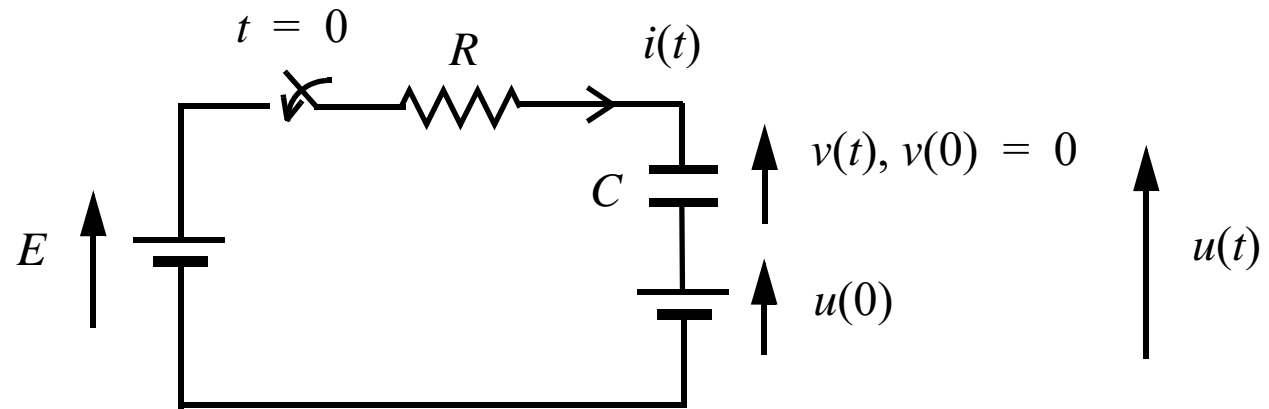 t = 0
R
i(t)
C
v(t), v(0) = 0
E
u(0)
u(t)